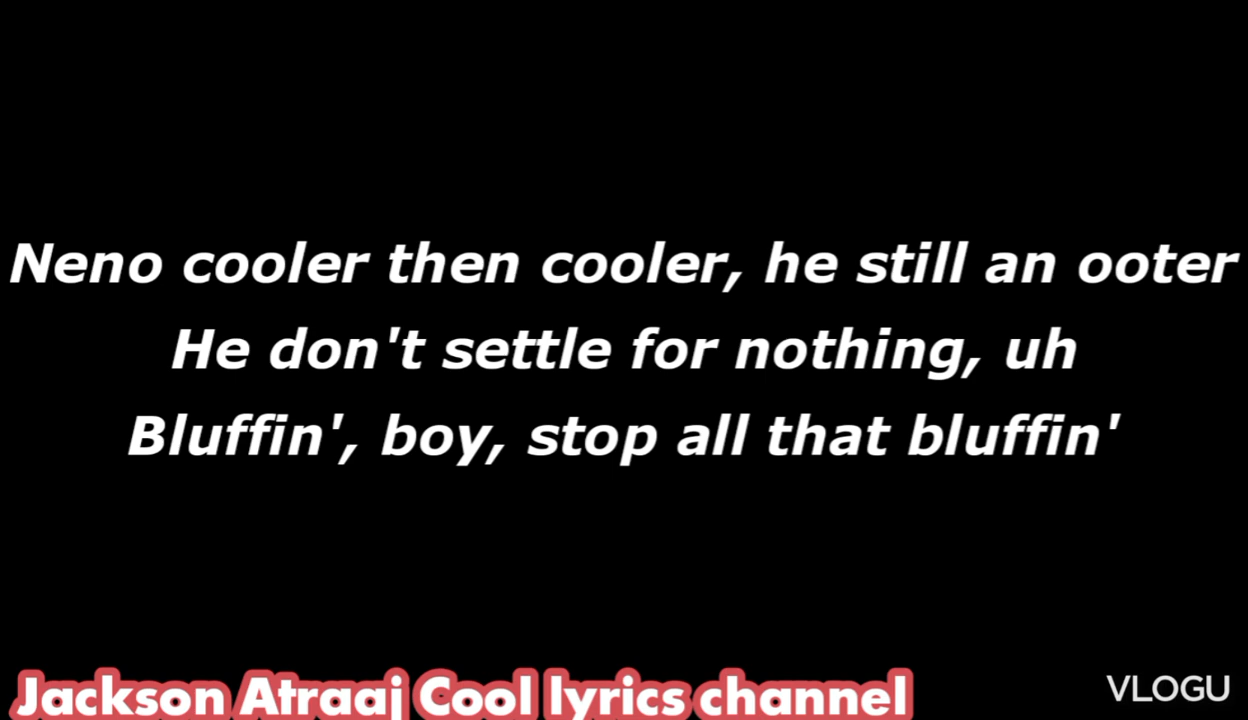 Neno cooler then cooler, he still an ooter
He don't settle for nothing, uh
Bluffin', boy, stop all that bluffin'
Jackson Atraaj Cool lyrics channel
VLOGU